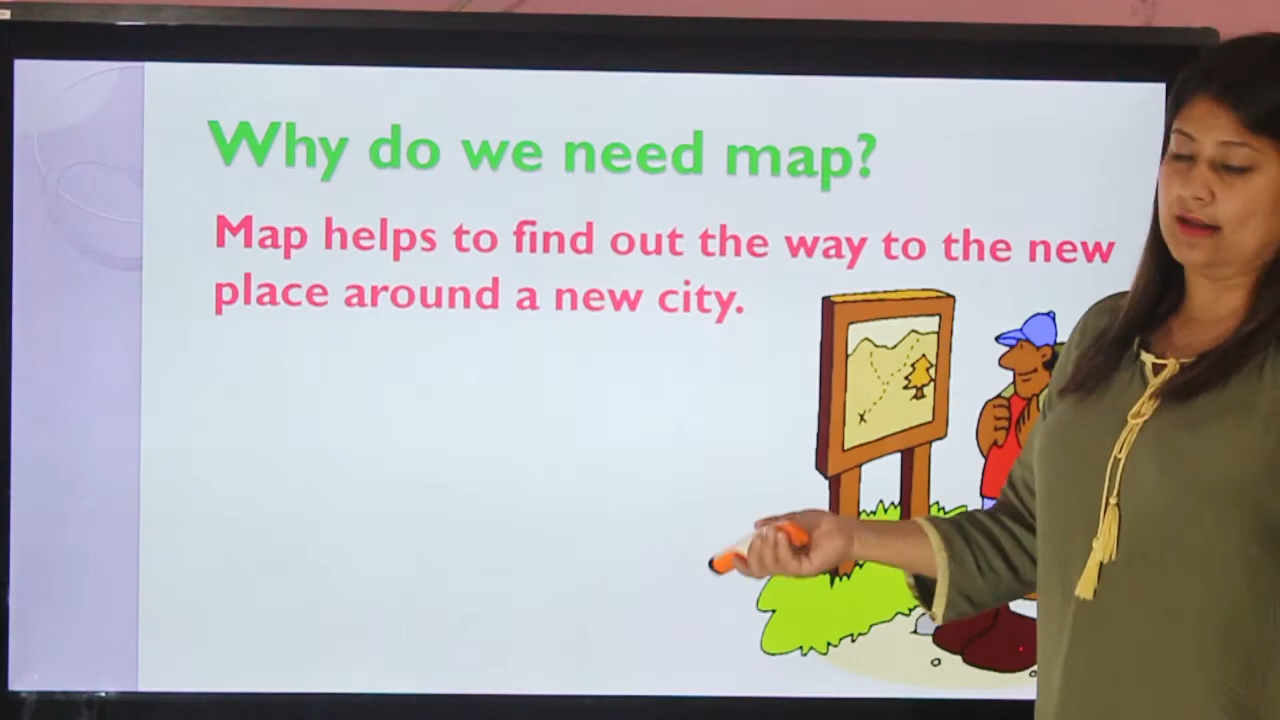 Why do we need map?
Map helps to find out the way to the new
place around a new city.